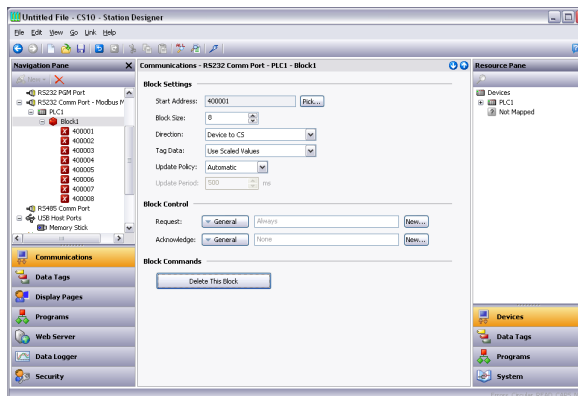 Untitled File - CS10 - Station Designer
File Edit View Go Link Help
Navigation Pane
New
RS232 PGM Port
RS232 Comm Port - Modbus M
PLC1
Block1
400001
400002
400003
400004
400005
400006
400007
400008
RS485 Comm Port
USB Host Ports
Memory Stick
Communications
Data Tags
Display Pages
Programs
Web Server
Data Logger
Security
Communications - RS232 Comm Port - PLC1 - Block1
Block Settings
Start Address: 400001 Pick...
Block Size: 8
Direction: Device to CS
Tag Data: Use Scaled Values
Update Policy: Automatic
Update Period: 500 ms
Block Control
Request: General Always New...
Acknowledge: General None New...
Block Commands
Delete This Block
Resource Pane
Devices
PLC1
Not Mapped
Devices
Data Tags
Programs
System